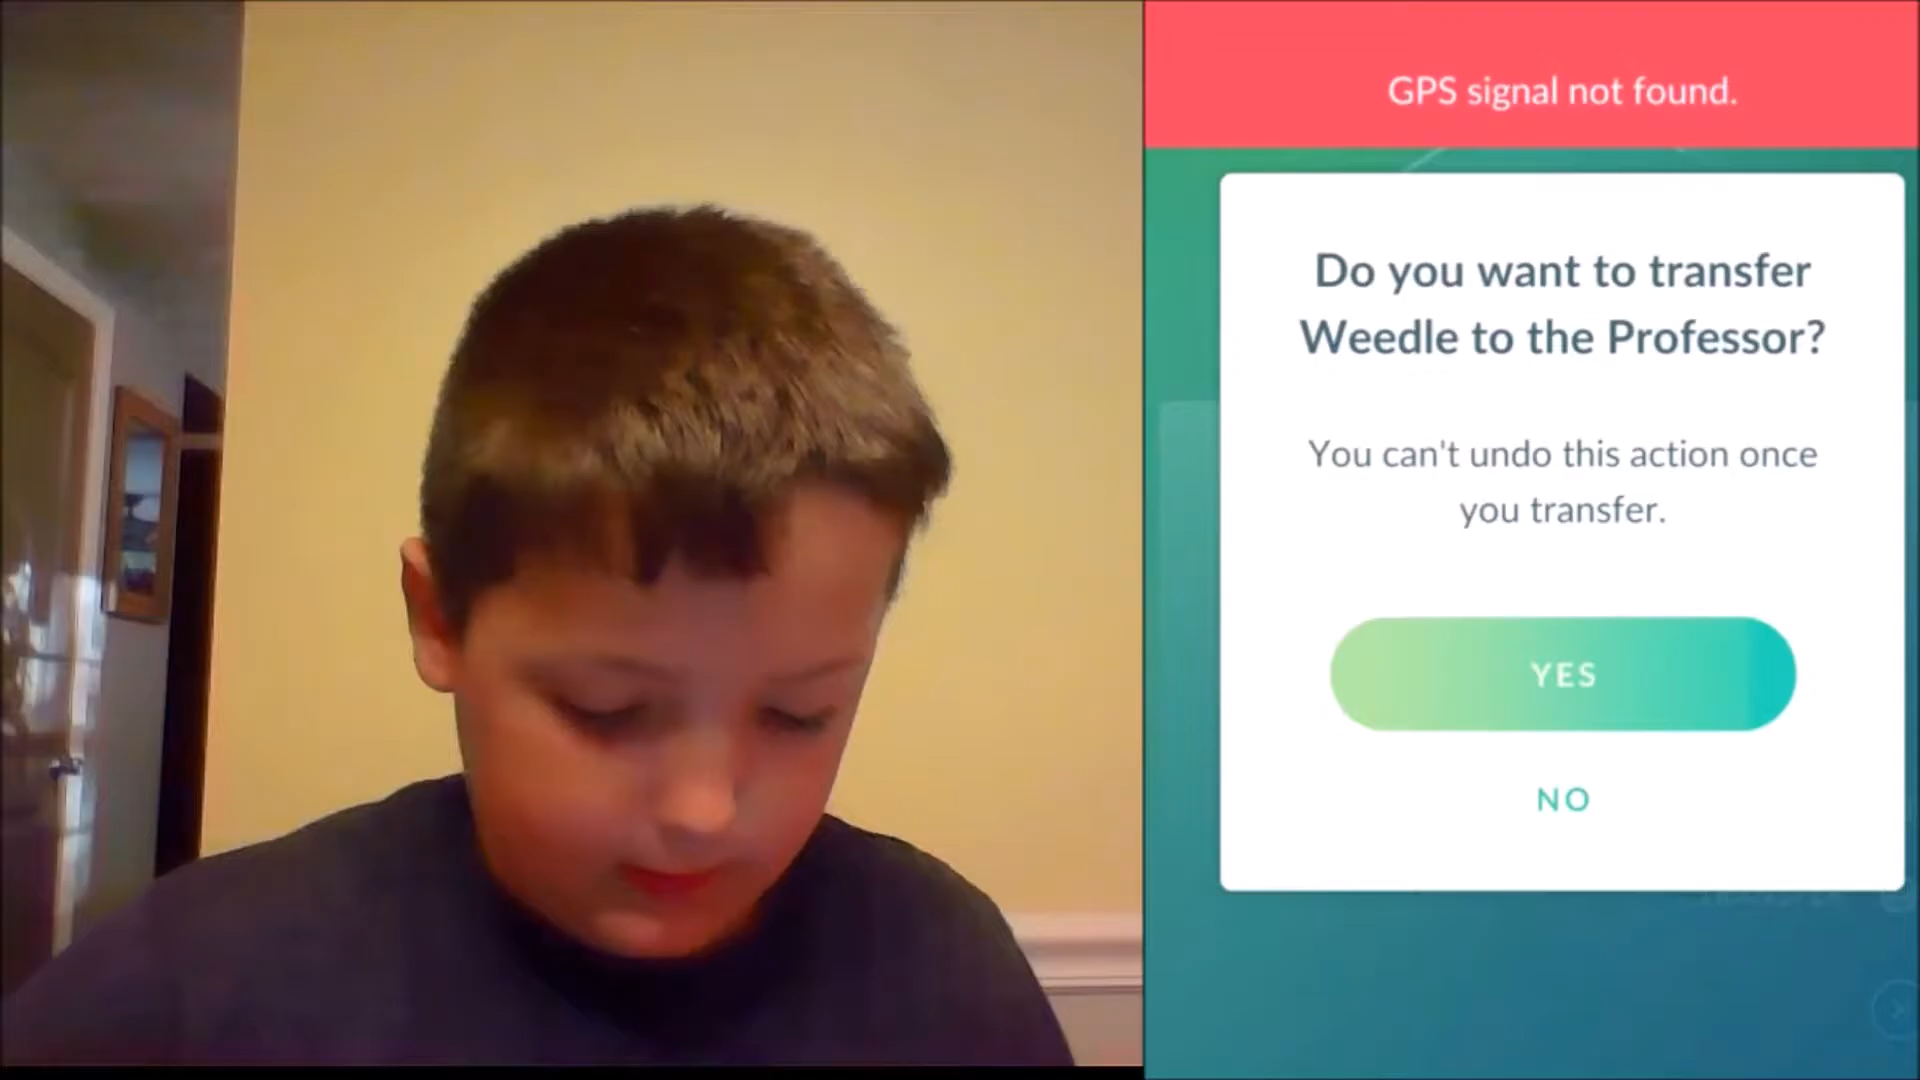 GPS signal not found.
Do you want to transfer
Weedle to the Professor?
You can't undo this action once
you transfer.
YES
NO